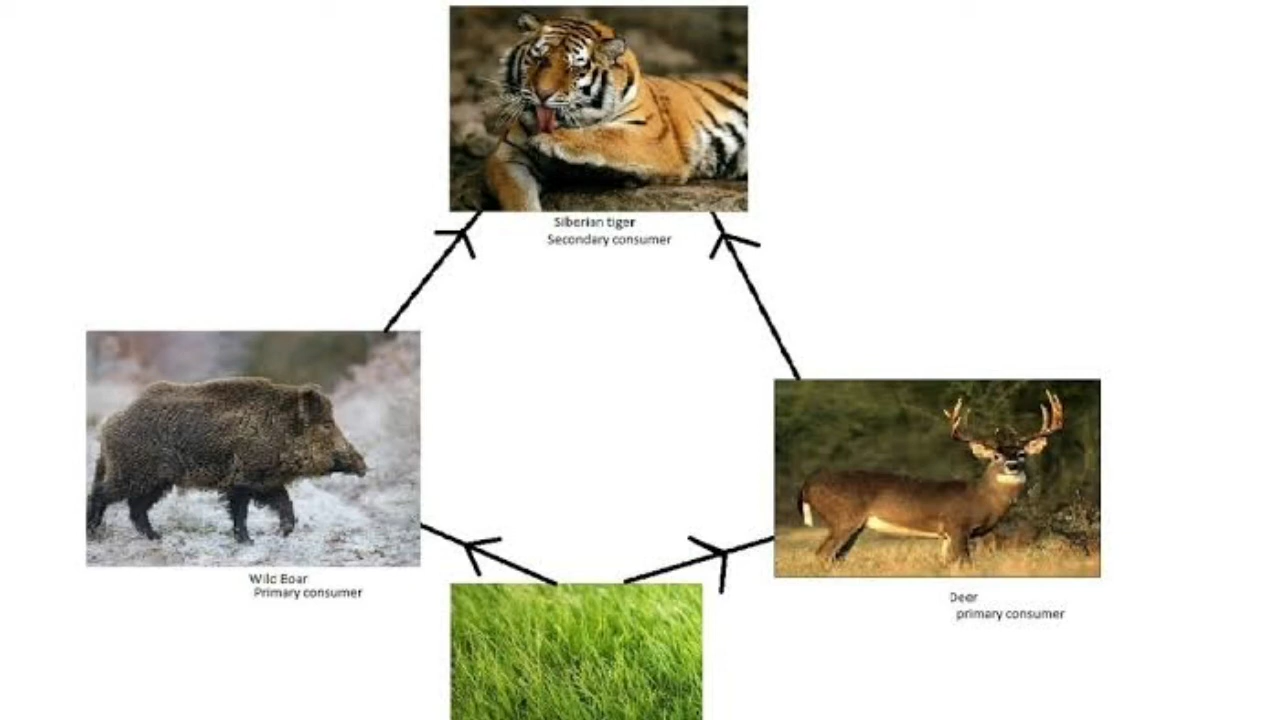 Siberian tiger
Secondary consumer
Wild Boar
Primary consumer
Deer
primary consumer